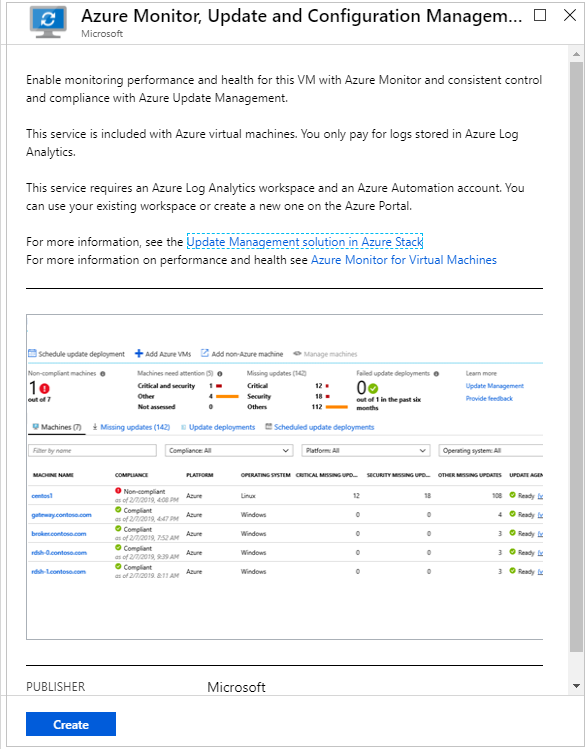 Azure Monitor, Update and Configuration Managem...
Microsoft
Enable monitoring performance and health for this VM with Azure Monitor and consistent control
and compliance with Azure Update Management.
This service is included with Azure virtual machines. You only pay for logs stored in Azure Log
Analytics.
This service requires an Azure Log Analytics workspace and an Azure Automation account. You
can use your existing workspace or create a new one on the Azure Portal.
For more information, see the Update Management solution in Azure Stack
For more information on performance and health see Azure Monitor for Virtual Machines
Schedule update deployment Add Azure VMs Add non-Azure machine Manage machines
Non-compliant machines Machines need attention (5) Missing updates (142) Failed update deployments Learn more
1 Critical and security 1 Critical 12 0 Update Management
out of 7 Other 4 Security 18 out of 1 in the past six Provide feedback
Not assessed 0 Others 112 months
Machines (7) Missing updates (142) Update deployments Scheduled update deployments
Filter by name Compliance: All Platform: All Operating system: All
MACHINE NAME COMPLIANCE PLATFORM OPERATING SYSTEM CRITICAL MISSING UPD... SECURITY MISSING UPD... OTHER MISSING UPDATES UPDATE AGEN
centos1 Non-compliant Azure Linux 12 18 108 Ready
as of 2/7/2019, 4:08 PM
gateway.contoso.com Compliant Azure Windows 0 0 4 Ready
as of 2/7/2019, 4:47 PM
broker.contoso.com Compliant Azure Windows 0 0 3 Ready
as of 2/7/2019, 7:52 AM
rdsh-0.contoso.com Compliant Azure Windows 0 0 3 Ready
as of 2/7/2019, 9:39 AM
rdsh-1.contoso.com Compliant Azure Windows 0 0 3 Ready
as of 2/7/2019, 8:11 AM
PUBLISHER Microsoft
Create